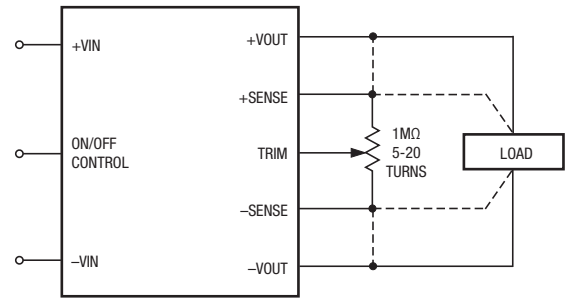 +VIN
+VOUT
+SENSE
ON/OFF
CONTROL
TRIM
1MΩ
5-20
TURNS
LOAD
–SENSE
–VIN
–VOUT